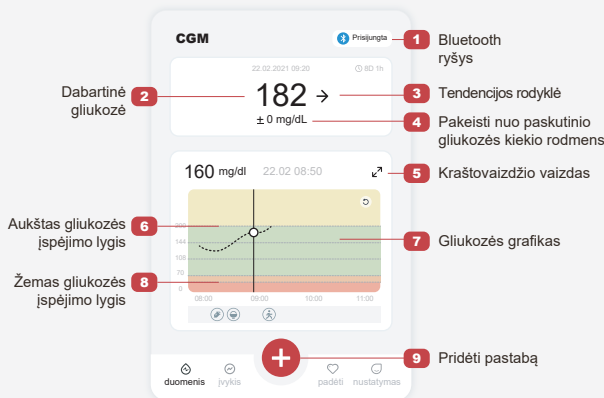 CGM
Prisijungta
1 Bluetooth
ryšys
22.02.2021 09:20
8D 1h
Dabartinė
gliukozė
2
182
3 Tendencijos rodyklė
± 0 mg/dL
4 Pakeisti nuo paskutinio
gliukozės kiekio rodmens
160 mg/dl 22.02 08:50
5 Kraštovaizdžio vaizdas
Aukštas gliukozės
įspėjimo lygis
6
200
144
108
70
0
7 Gliukozės grafikas
Žemas gliukozės
įspėjimo lygis
8
08:00 09:00 10:00 11:00
9 Pridėti pastabą
duomenis įvykis padėti nustatymas